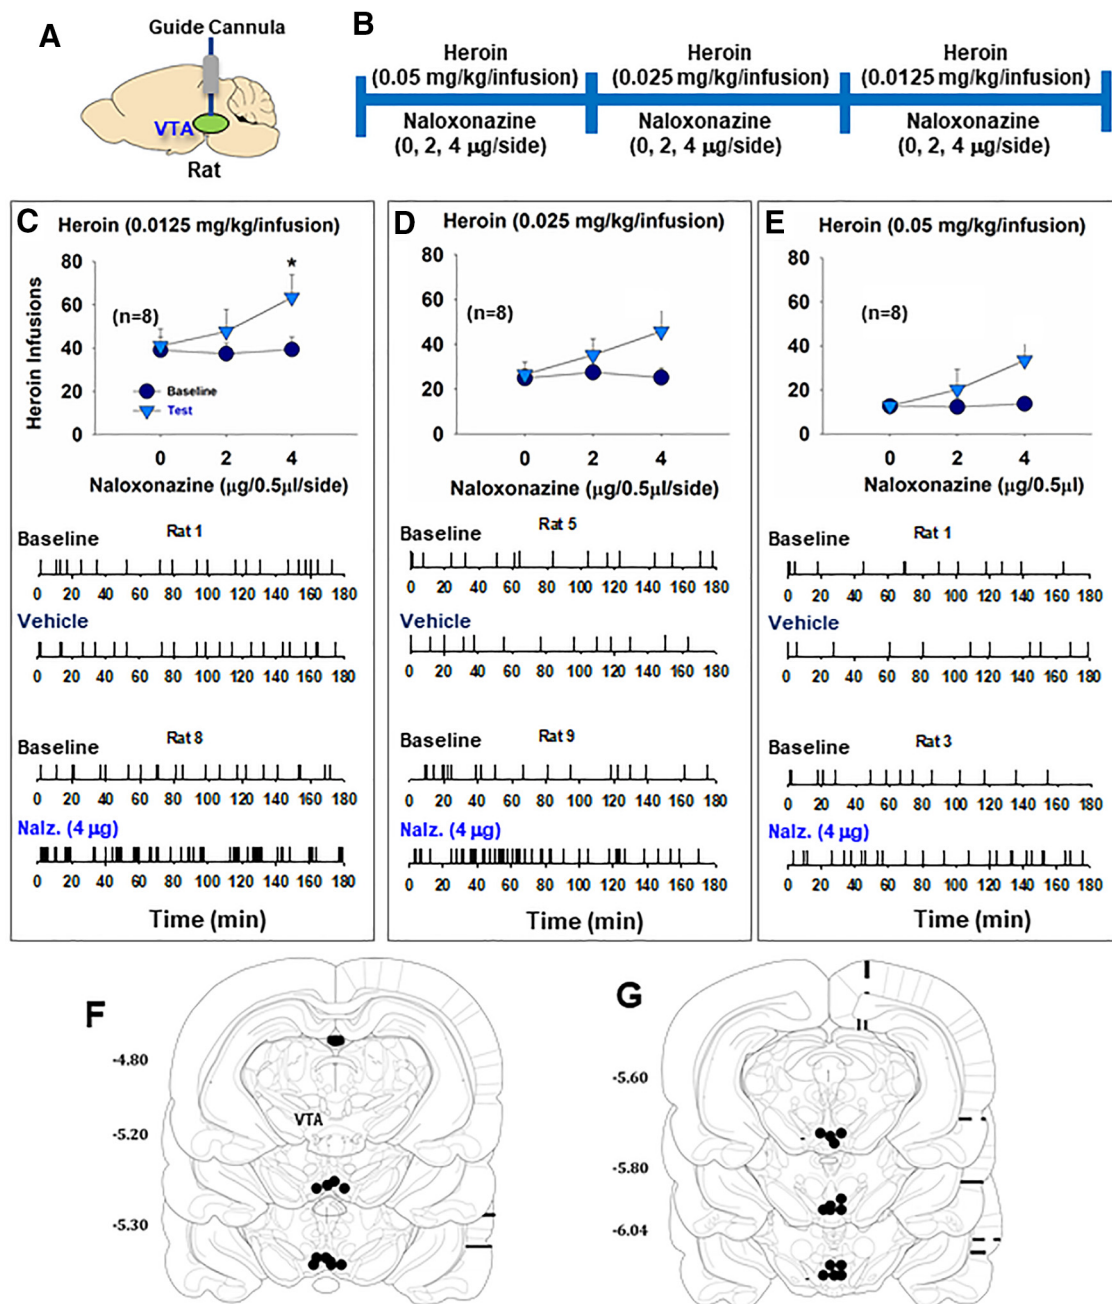 A
Guide Cannula
VTA
Rat
B
Heroin
(0.05 mg/kg/infusion)
Heroin
(0.025 mg/kg/infusion)
Heroin
(0.0125 mg/kg/infusion)
Naloxonazine
(0, 2, 4 μg/side)
Naloxonazine
(0, 2, 4 μg/side)
Naloxonazine
(0, 2, 4 μg/side)
C
Heroin (0.0125 mg/kg/infusion)
Heroin Infusions
80
60
40
20
0
*
(n=8)
Baseline
Test
0 2 4
Naloxonazine (μg/0.5μl/side)
Baseline
Rat 1
0 20 40 60 80 100 120 140 160 180
Vehicle
0 20 40 60 80 100 120 140 160 180
Baseline
Rat 8
0 20 40 60 80 100 120 140 160 180
Nalz. (4 μg)
0 20 40 60 80 100 120 140 160 180
Time (min)
D
Heroin (0.025 mg/kg/infusion)
80
60
40
20
0
(n=8)
0 2 4
Naloxonazine (μg/0.5μl/side)
Baseline
Rat 5
0 20 40 60 80 100 120 140 160 180
Vehicle
0 20 40 60 80 100 120 140 160 180
Baseline
Rat 9
0 20 40 60 80 100 120 140 160 180
Nalz. (4 μg)
0 20 40 60 80 100 120 140 160 180
Time (min)
E
Heroin (0.05 mg/kg/infusion)
80
60
40
20
0
(n=8)
0 2 4
Naloxonazine (μg/0.5μl)
Baseline
Rat 1
0 20 40 60 80 100 120 140 160 180
Vehicle
0 20 40 60 80 100 120 140 160 180
Baseline
Rat 3
0 20 40 60 80 100 120 140 160 180
Nalz. (4 μg)
0 20 40 60 80 100 120 140 160 180
Time (min)
F
-4.80
VTA
-5.20
-5.30
G
-5.60
-5.80
-6.04